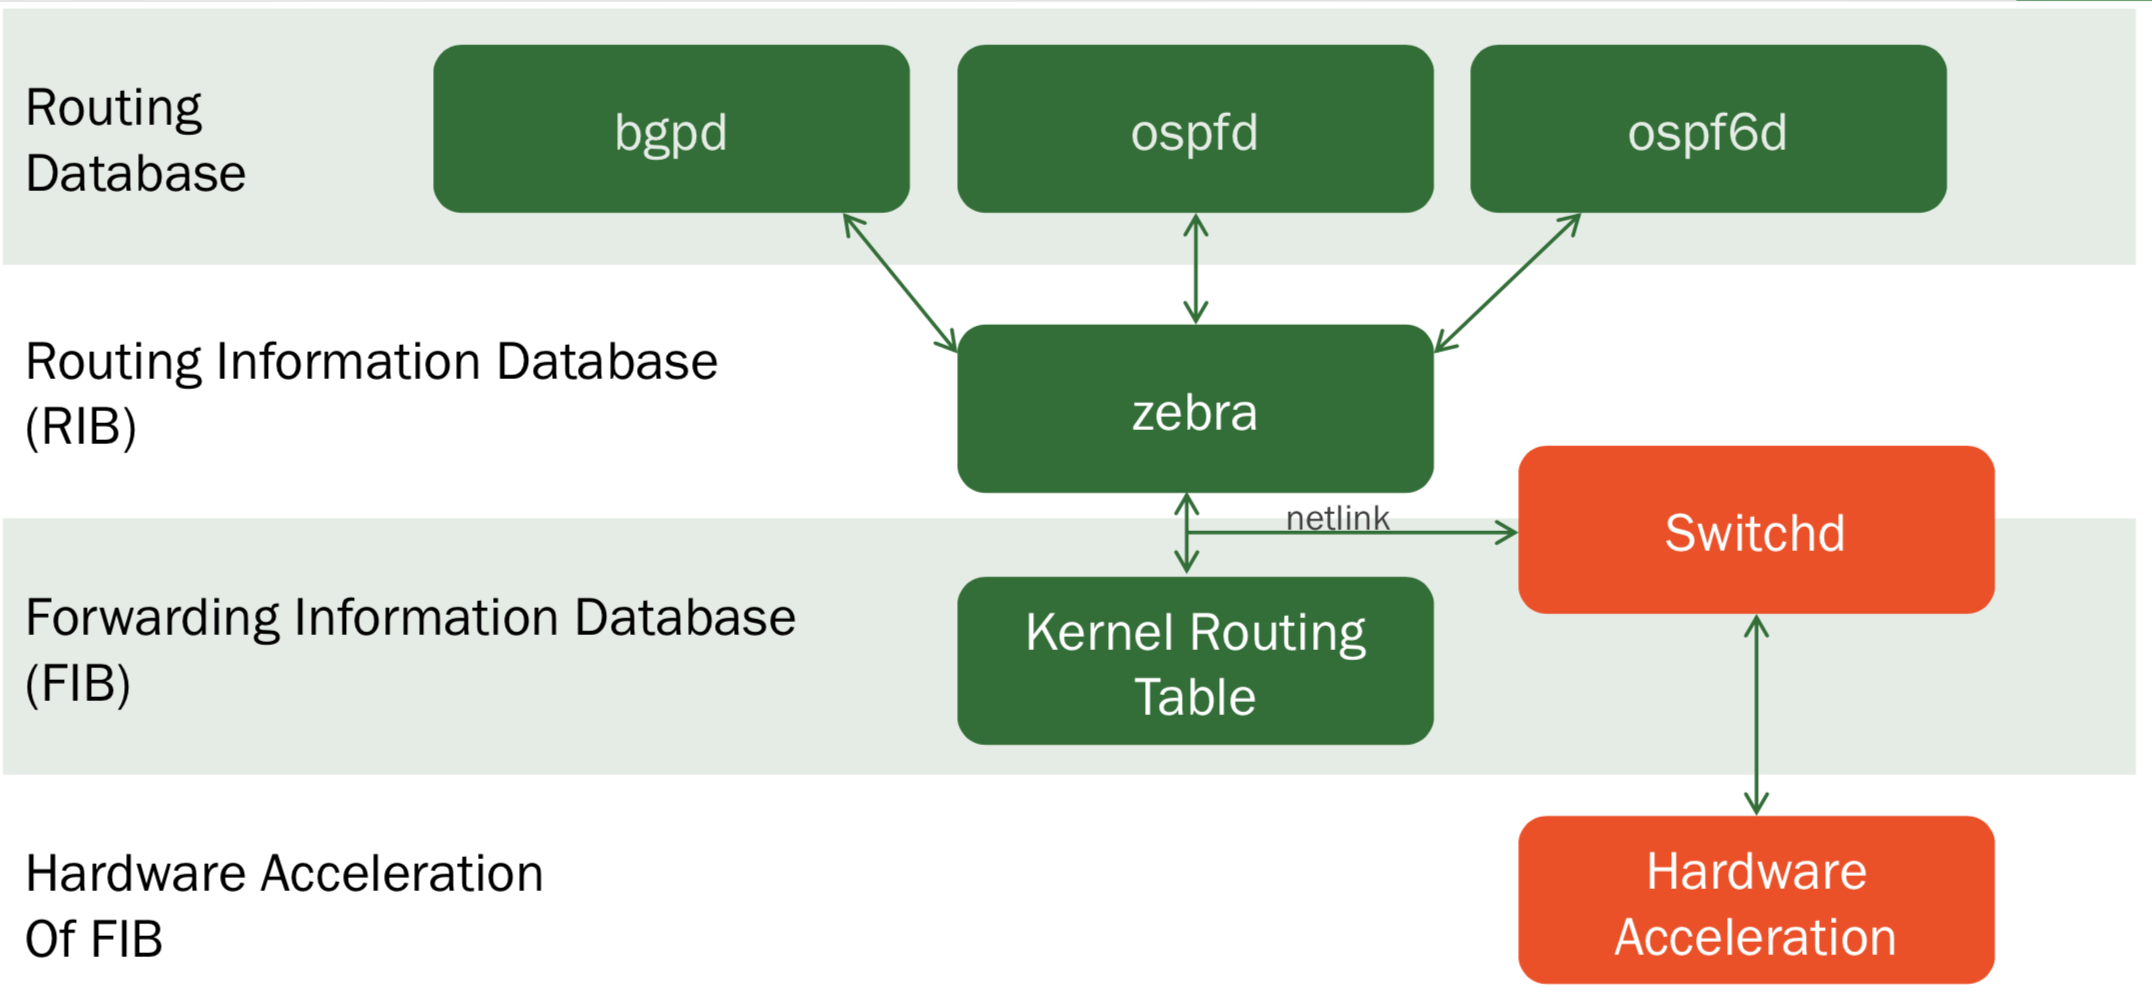 Routing
Database
bgpd
ospfd
ospf6d
Routing Information Database
(RIB)
zebra
netlink
Switchd
Forwarding Information Database
(FIB)
Kernel Routing
Table
Hardware Acceleration
Of FIB
Hardware
Acceleration